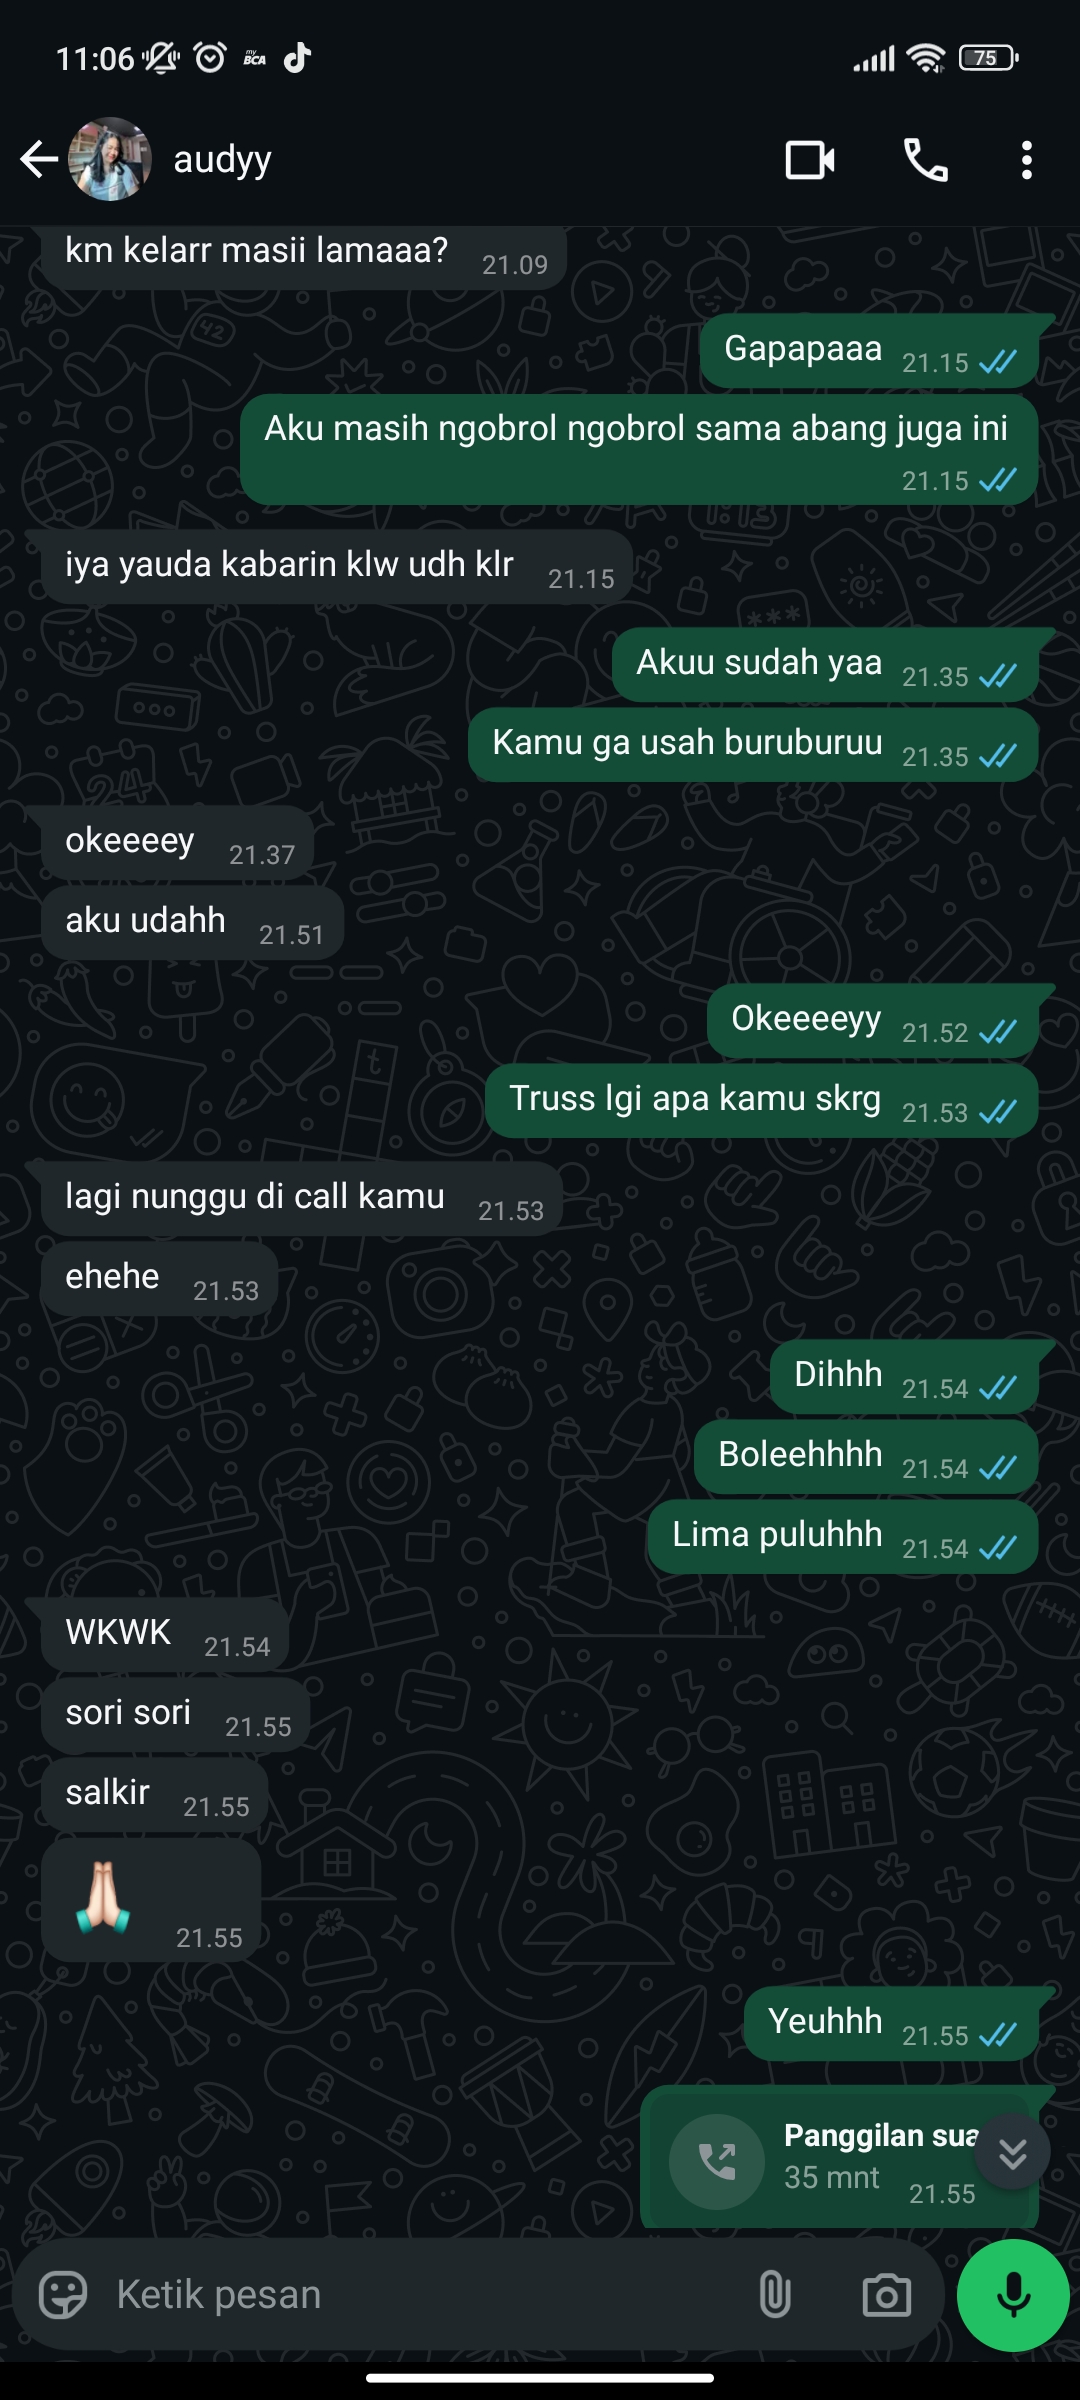 11:06 my BCA 75
audyy
km kelarr masii lamaaa? 21.09
Gapapaaa 21.15
Aku masih ngobrol ngobrol sama abang juga ini
21.15
iya yauda kabarin klw udh klr 21.15
Akuu sudah yaa 21.35
Kamu ga usah buruburuu 21.35
okeeeey 21.37
aku udahh 21.51
Okeeeeyy 21.52
Truss lgi apa kamu skrg 21.53
lagi nunggu di call kamu 21.53
ehehe 21.53
Dihhh 21.54
Boleehhhh 21.54
Lima puluhhh 21.54
WKWK 21.54
sori sori 21.55
salkir 21.55
🙏🏻 21.55
Yeuhhh 21.55
Panggilan sua
35 mnt 21.55
Ketik pesan